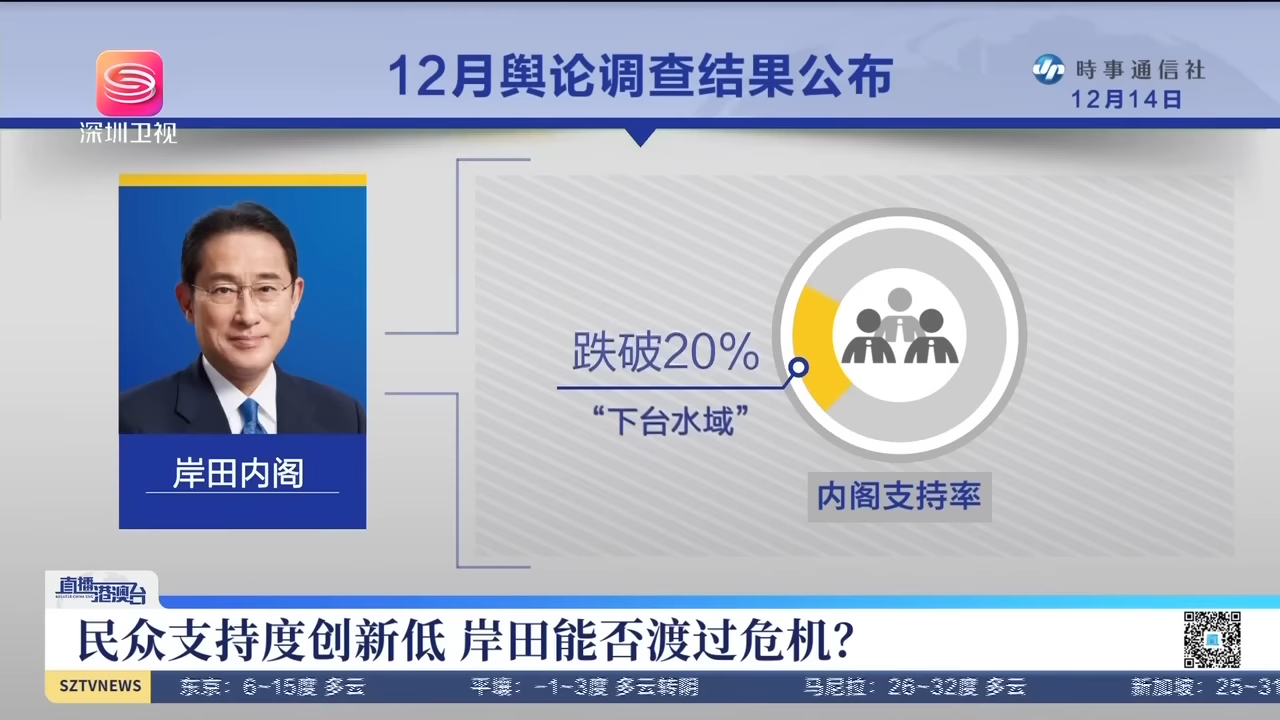 12月舆论调查结果公布
時事通信社
12月14日
深圳卫视
跌破20%
“下台水域”
岸田内阁
内阁支持率
直播港澳台
民众支持度创新低 岸田能否渡过危机？
SZTVNEWS
东京：6~15度 多云 平壤：-1~3度 多云转阴 马尼拉：26~32度 多云 新加坡：25~31